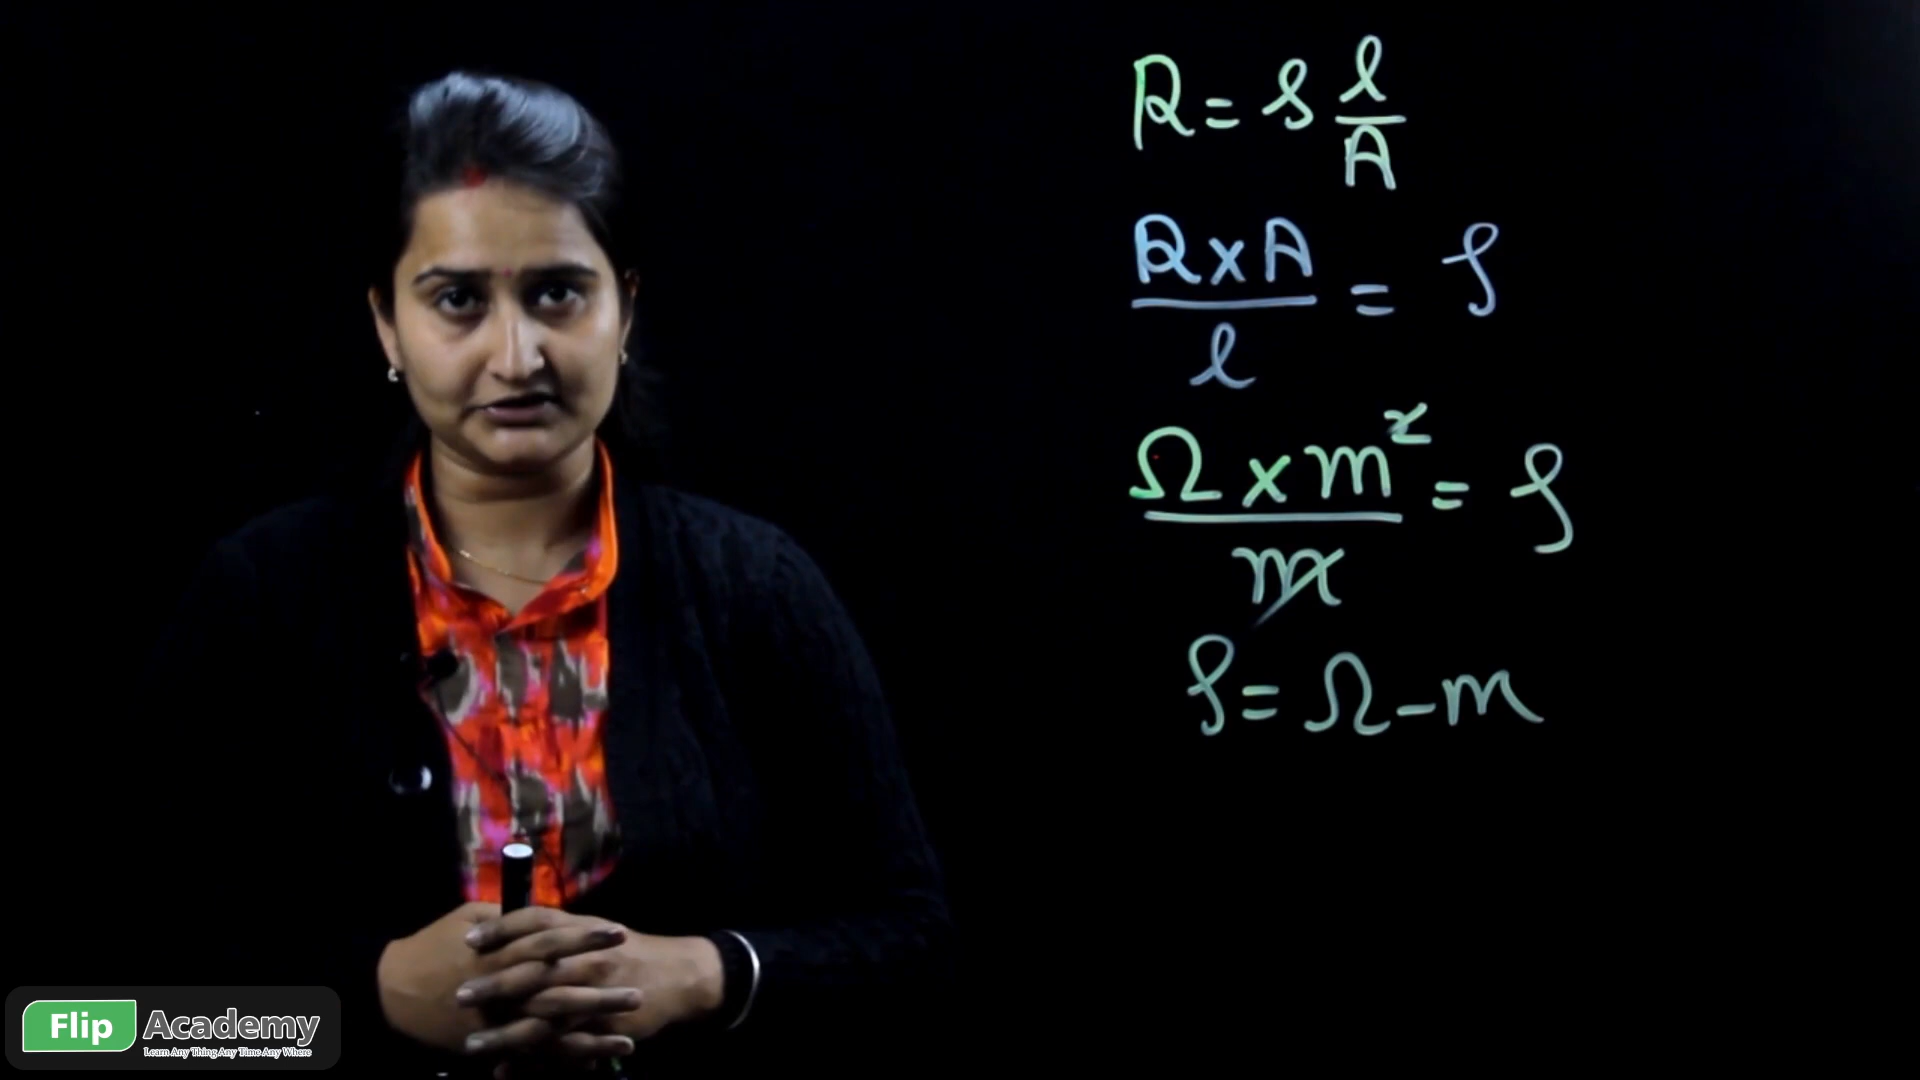 R = ρ l/A
R x A / l = ρ
Ω x m² / m = ρ
ρ = Ω - m
Flip Academy
Learn Any Thing Any Time Any Where